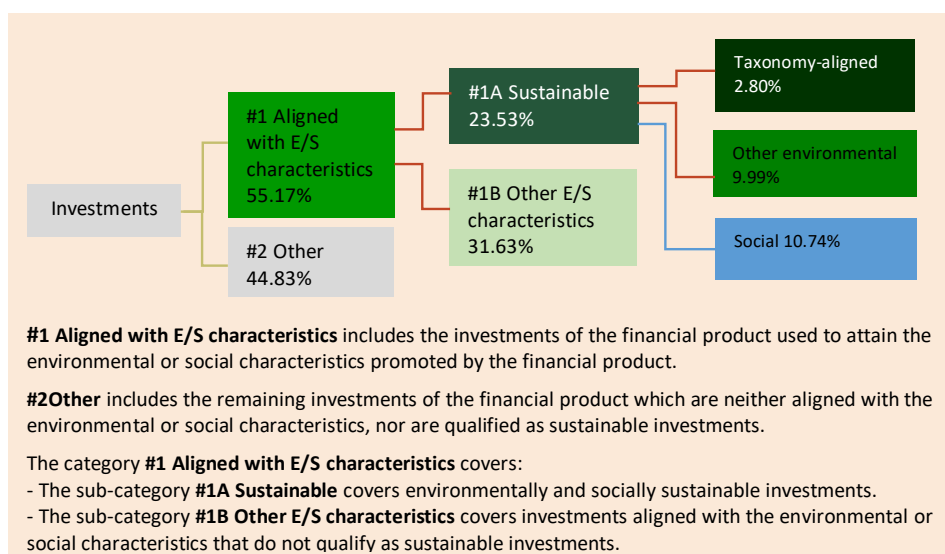 Investments
#1 Aligned
with E/S
characteristics
55.17%
#2 Other
44.83%
#1A Sustainable
23.53%
#1B Other E/S
characteristics
31.63%
Taxonomy-aligned
2.80%
Other environmental
9.99%
Social 10.74%
#1 Aligned with E/S characteristics includes the investments of the financial product used to attain the
environmental or social characteristics promoted by the financial product.
#2Other includes the remaining investments of the financial product which are neither aligned with the
environmental or social characteristics, nor are qualified as sustainable investments.
The category #1 Aligned with E/S characteristics covers:
- The sub-category #1A Sustainable covers environmentally and socially sustainable investments.
- The sub-category #1B Other E/S characteristics covers investments aligned with the environmental or
social characteristics that do not qualify as sustainable investments.